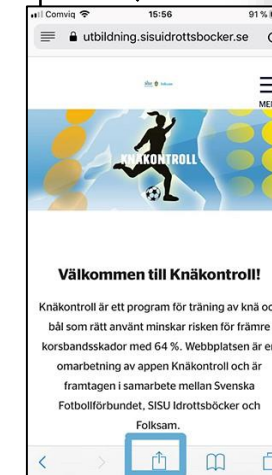 Comviq 15:56 91 %
utbildning.sisuidrottsbocker.se
KNÄKONTROLL
Välkommen till Knäkontroll!
Knäkontroll är ett program för träning av knä oc
bål som rätt använt minskar risken för främre
korsbandsskador med 64 %. Webbplatsen är en
omarbetning av appen Knäkontroll och är
framtagen i samarbete mellan Svenska
Fotbollförbundet, SISU Idrottsböcker och
Folksam.